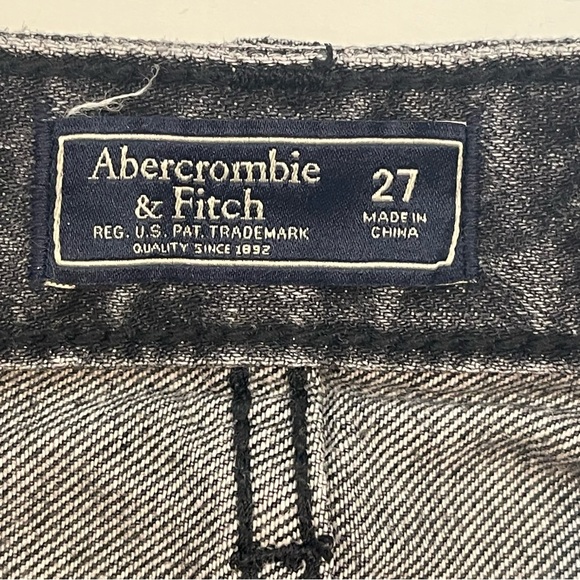 Abercrombie
& Fitch
REG. U.S. PAT. TRADEMARK
QUALITY SINCE 1892
27
MADE IN
CHINA